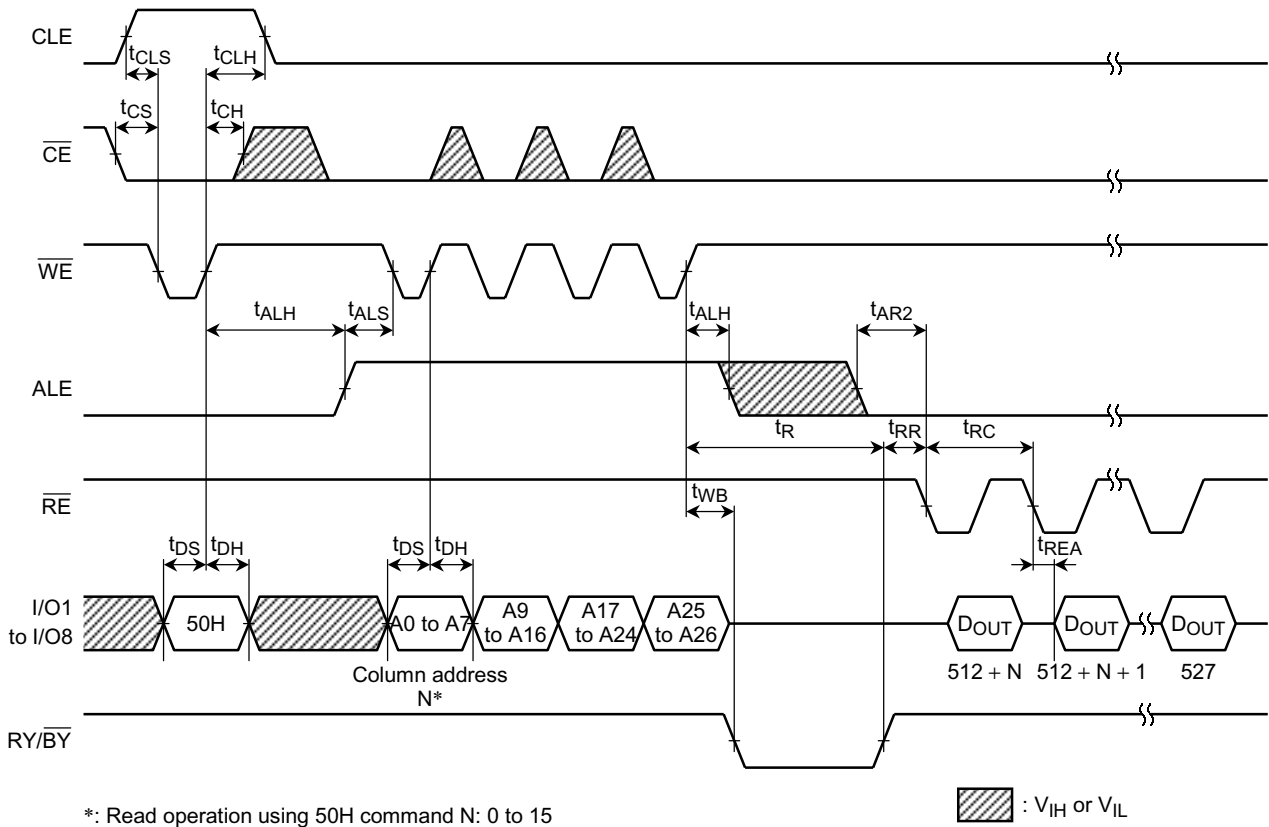 CLE
tCLS
tCLH
tCS
tCH
CE
WE
tALH
tALS
tALH
tAR2
ALE
tR
tRR
tRC
RE
tWB
tDS
tDH
tDS
tDH
tREA
I/O1
to I/O8
50H
A0 to A7
A9
to A16
A17
to A24
A25
to A26
DOUT
DOUT
DOUT
Column address
N*
512 + N
512 + N + 1
527
RY/BY
*: Read operation using 50H command N: 0 to 15
: VIH or VIL